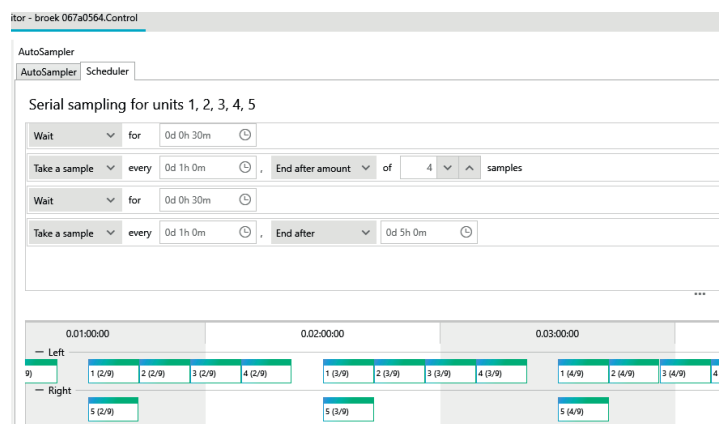 itor - broek 067a0564.Control
AutoSampler
AutoSampler Scheduler
Serial sampling for units 1, 2, 3, 4, 5
Wait for 0d 0h 30m
Take a sample every 0d 1h 0m , End after amount of 4 samples
Wait for 0d 0h 30m
Take a sample every 0d 1h 0m , End after 0d 5h 0m
...
0.01:00:00 0.02:00:00 0.03:00:00
Left
9) 1 (2/9) 2 (2/9) 3 (2/9) 4 (2/9) 1 (3/9) 2 (3/9) 3 (3/9) 4 (3/9) 1 (4/9) 2 (4/9) 3 (4/9) 4
Right
5 (2/9) 5 (3/9) 5 (4/9)